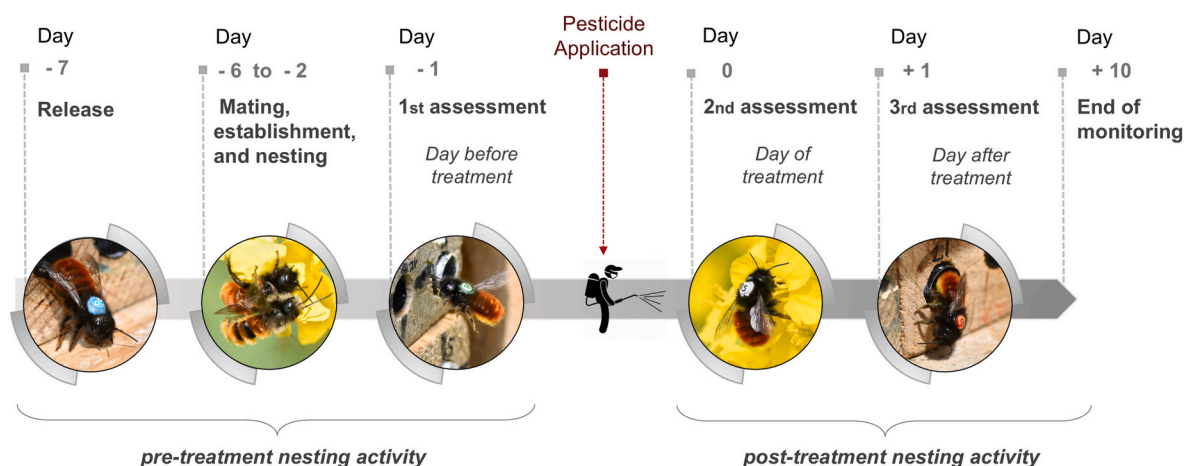 Day
- 7
Release
Day
- 6 to - 2
Mating,
establishment,
and nesting
Day
- 1
1st assessment
Day before
treatment
Pesticide
Application
Day
0
2nd assessment
Day of
treatment
Day
+ 1
3rd assessment
Day after
treatment
Day
+ 10
End of
monitoring
5
pre-treatment nesting activity
post-treatment nesting activity